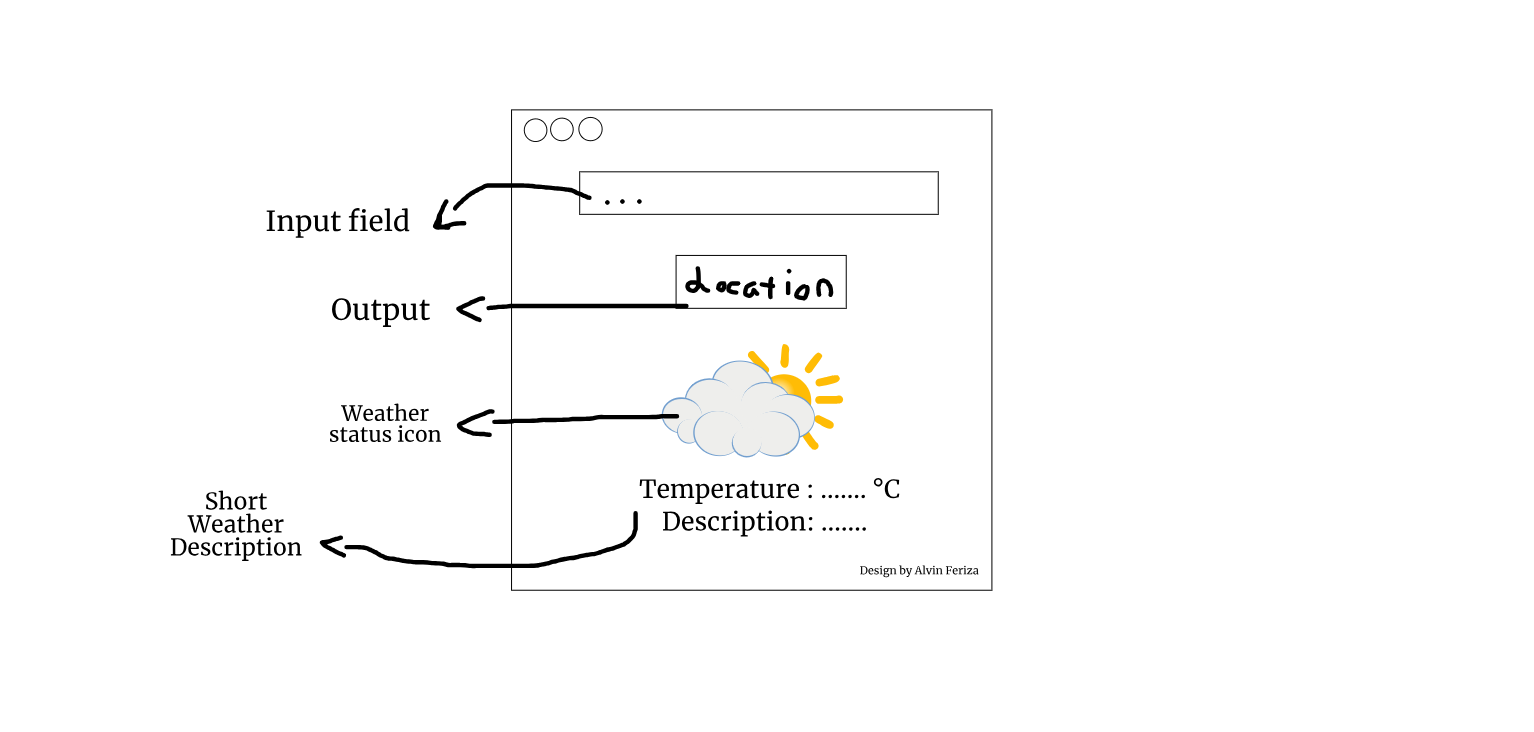 ...
Input field
Location
Output
Weather
status icon
Temperature : ....... °C
Description: .......
Short
Weather
Description
Design by Alvin Feriza